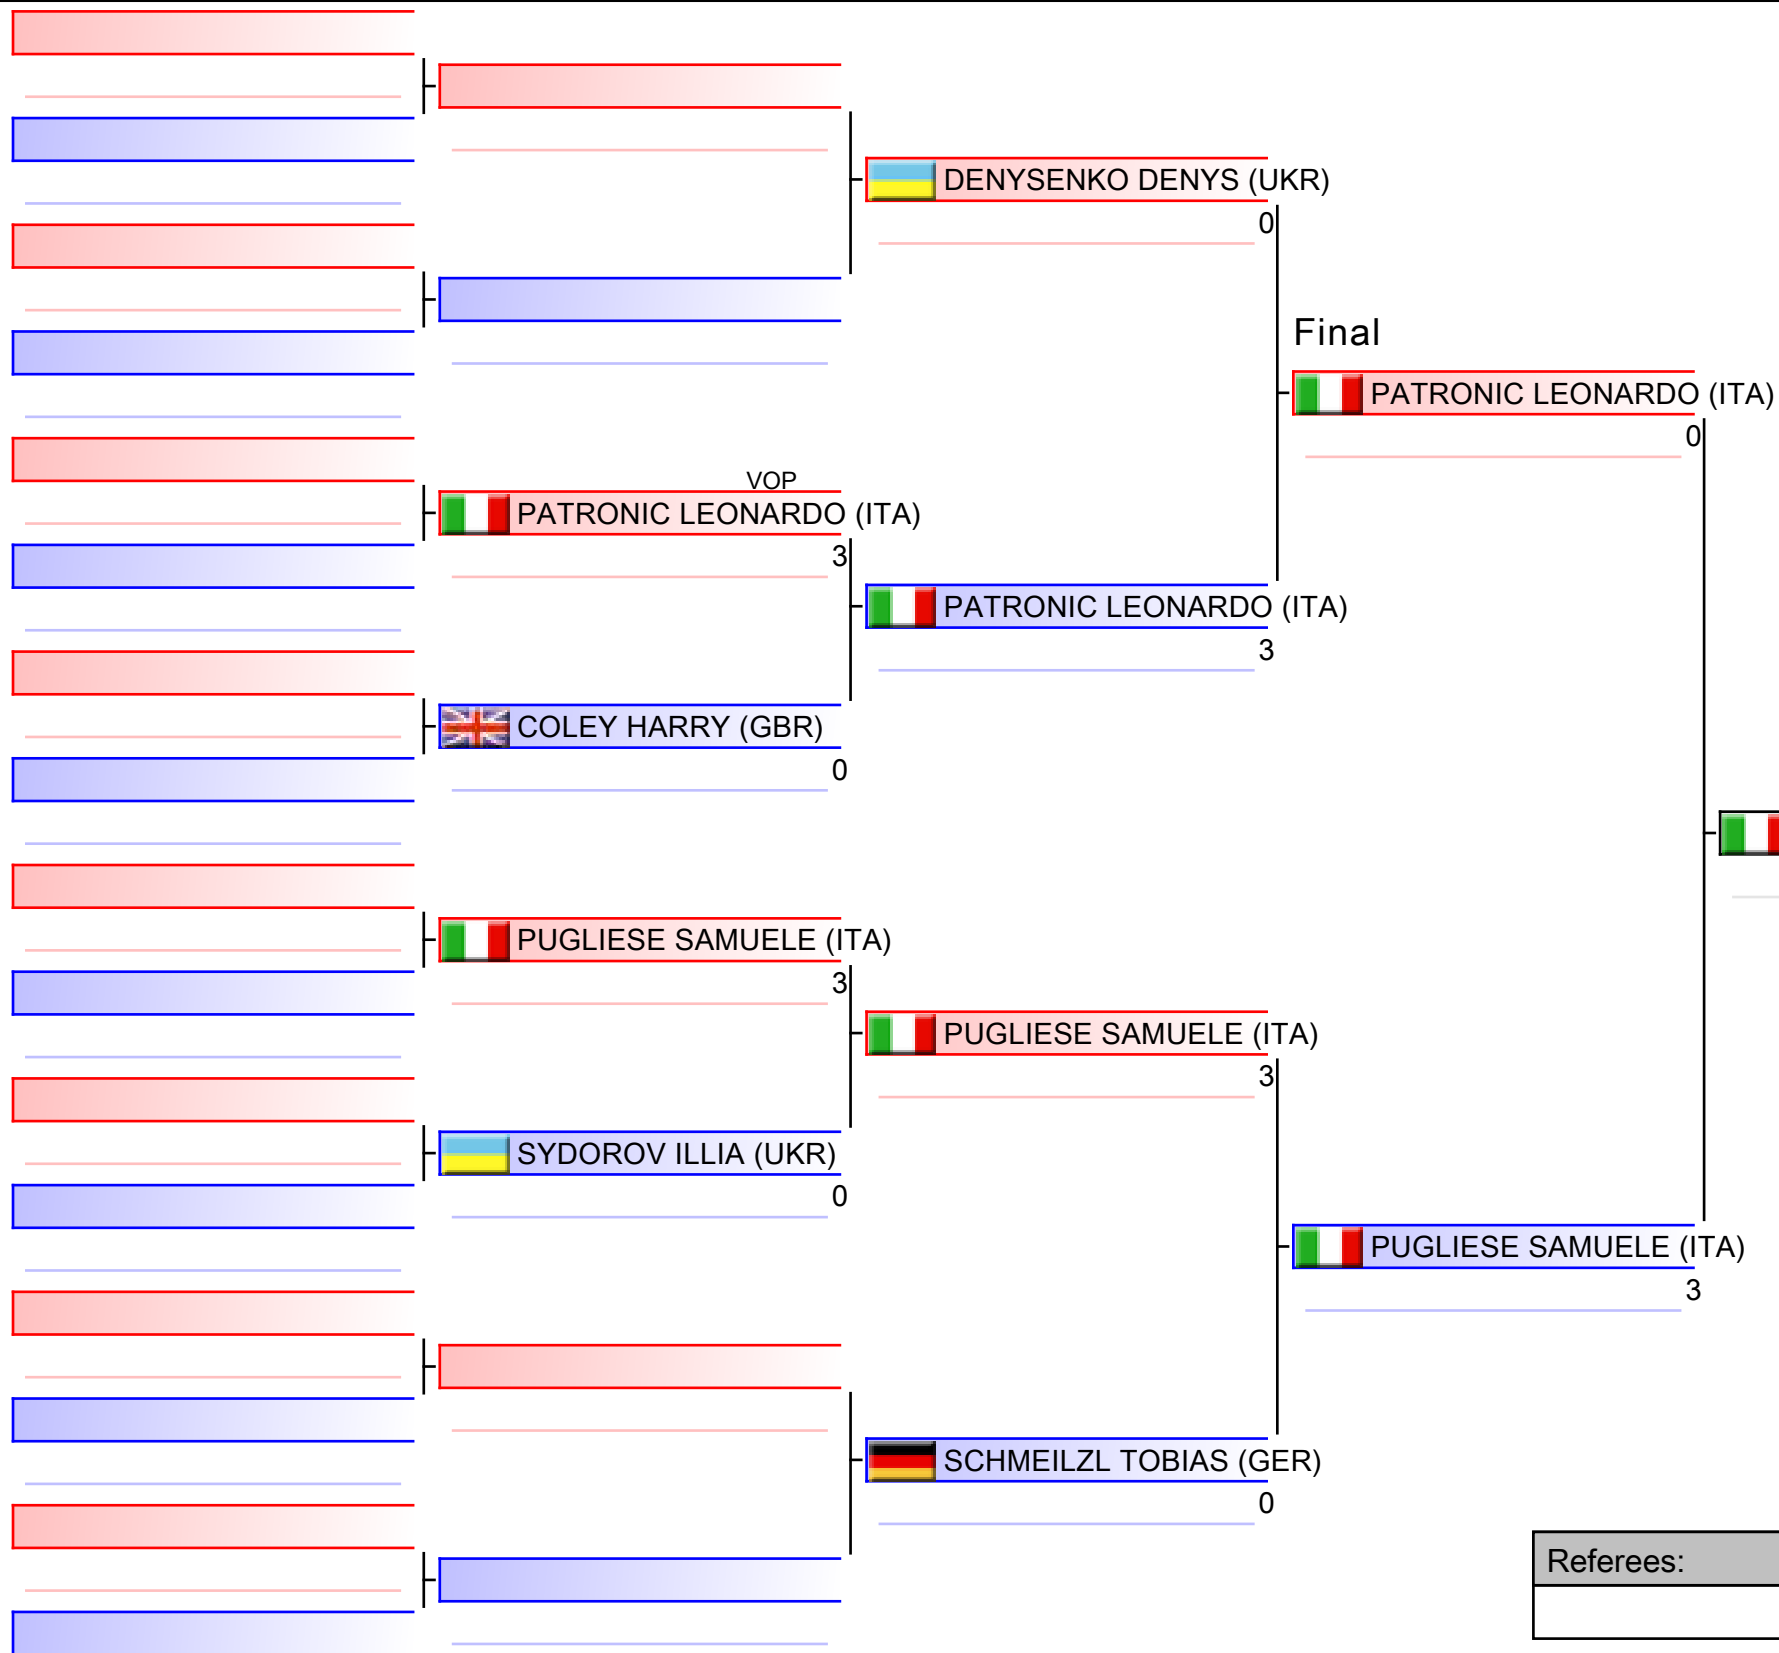 DENYSENKO DENYS (UKR)
0
Final
PATRONIC LEONARDO (ITA)
0
VOP
PATRONIC LEONARDO (ITA)
3
PATRONIC LEONARDO (ITA)
3
COLEY HARRY (GBR)
0
PUGLIESE SAMUELE (ITA)
3
PUGLIESE SAMUELE (ITA)
3
SYDOROV ILLIA (UKR)
0
PUGLIESE SAMUELE (ITA)
3
SCHMEILZL TOBIAS (GER)
0
Referees: